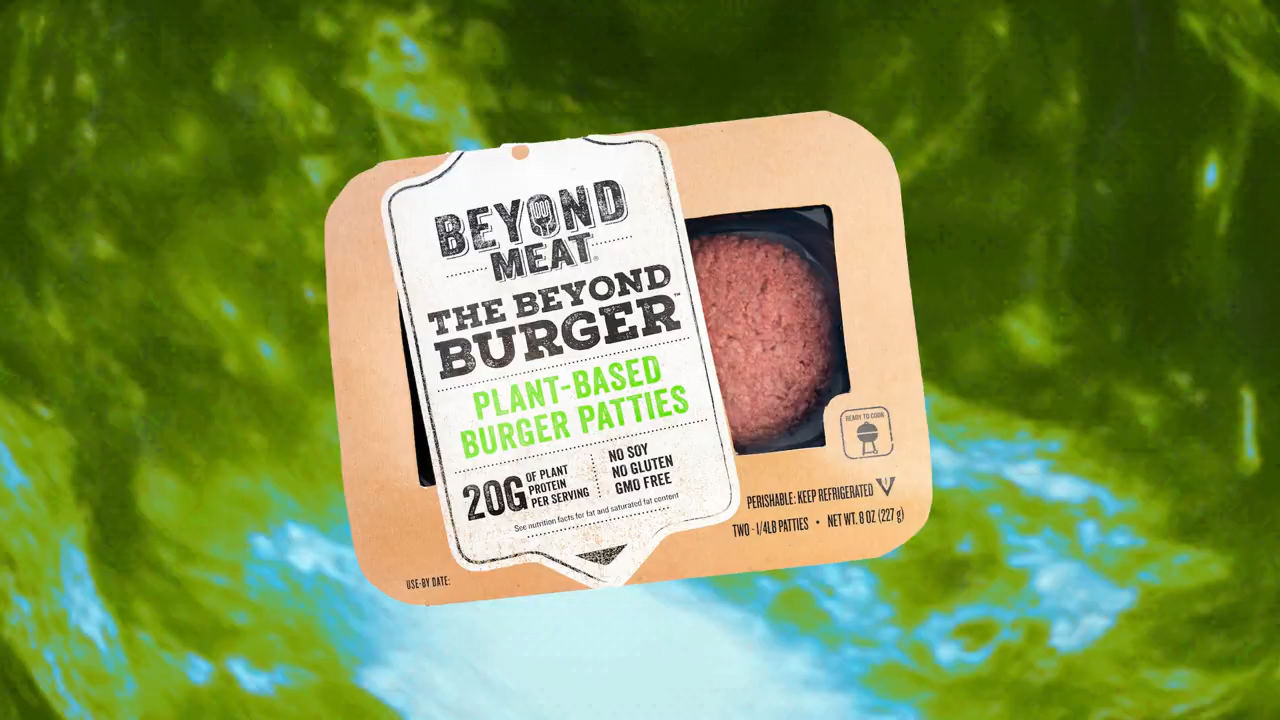 BEYOND
MEAT®
THE BEYOND
BURGER™
PLANT-BASED
BURGER PATTIES
20G OF PLANT
PROTEIN
PER SERVING
NO SOY
NO GLUTEN
GMO FREE
See nutrition facts for fat and saturated fat content
READY TO COOK
PERISHABLE: KEEP REFRIGERATED
TWO - 1/4LB PATTIES • NET WT. 8 OZ (227 g)
USE-BY DATE: